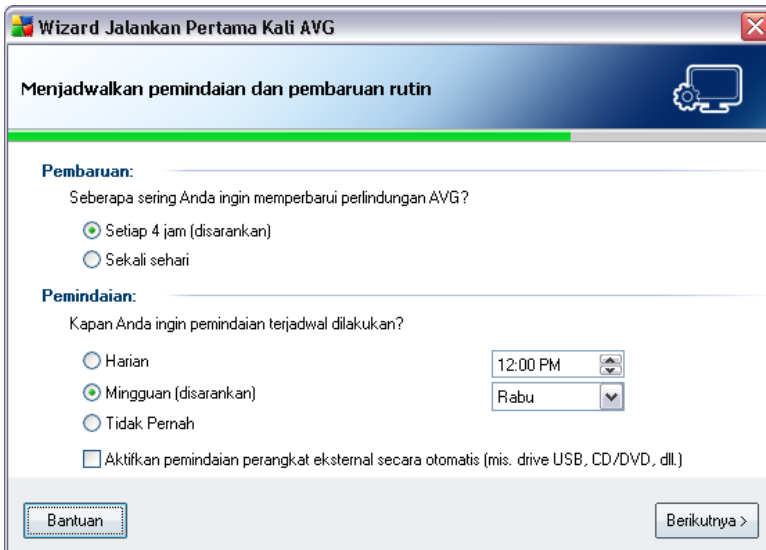 Wizard Jalankan Pertama Kali AVG
Menjadwalkan pemindaian dan pembaruan rutin
Pembaruan:
Seberapa sering Anda ingin memperbarui perlindungan AVG?
Setiap 4 jam (disarankan)
Sekali sehari
Pemindaian:
Kapan Anda ingin pemindaian terjadwal dilakukan?
Harian
12:00 PM
Mingguan (disarankan)
Rabu
Tidak Pernah
Aktifkan pemindaian perangkat eksternal secara otomatis (mis. drive USB, CD/DVD, dll.)
Bantuan
Berikutnya >